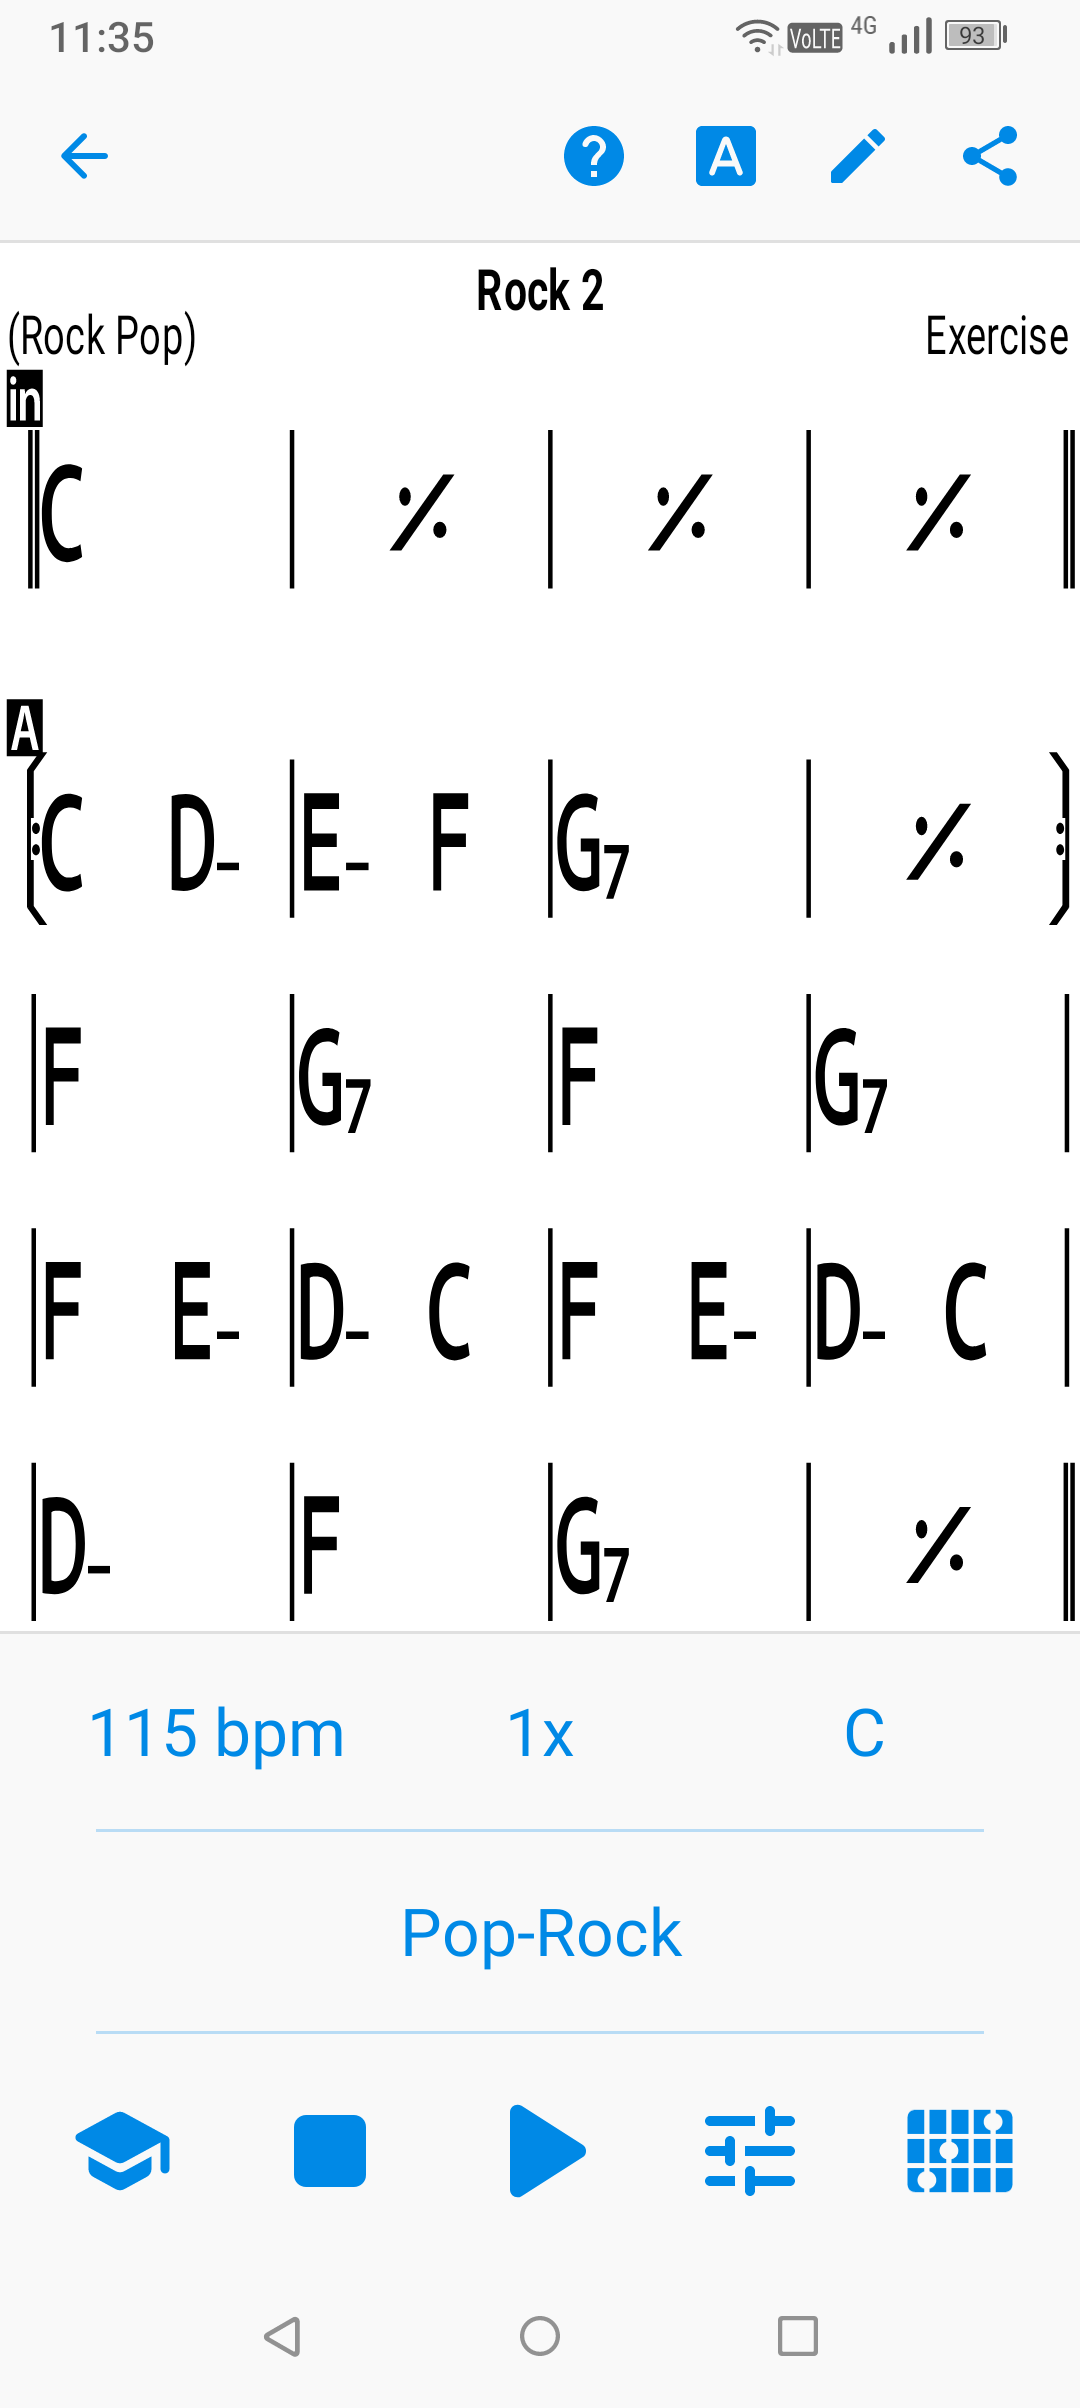 11:35 VoLTE 4G 93
A
Rock 2
(Rock Pop) Exercise
in
C 𝄎 𝄎 𝄎
A
C D– E– F G7 𝄎
F G7 F G7
F E– D– C F E– D– C
D– F G7 𝄎
115 bpm 1x C
Pop-Rock